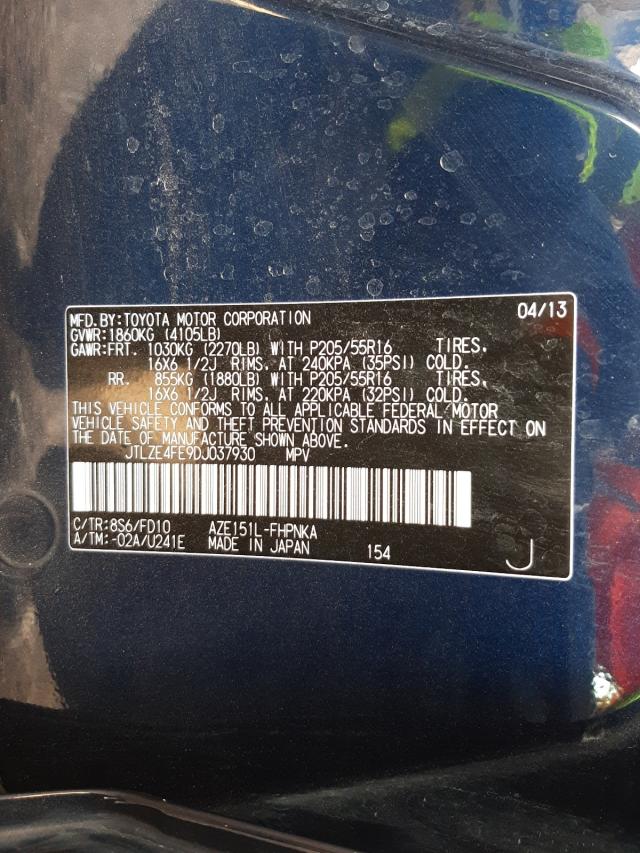 MFD.BY:TOYOTA MOTOR CORPORATION 04/13
GVWR:1860KG (4105LB)
GAWR:FRT. 1030KG (2270LB) WITH P205/55R16 TIRES.
16X6 1/2J RIMS. AT 240KPA (35PSI) COLD.
RR. 855KG (1880LB) WITH P205/55R16 TIRES.
16X6 1/2J RIMS. AT 220KPA (32PSI) COLD.
THIS VEHICLE CONFORMS TO ALL APPLICABLE FEDERAL MOTOR
VEHICLE SAFETY AND THEFT PREVENTION STANDARDS IN EFFECT ON
THE DATE OF MANUFACTURE SHOWN ABOVE.
JTLZE4FE9DJ037930 MPV
C/TR:8S6/FD10 AZE151L-FHPNKA
A/TM:-02A/U241E MADE IN JAPAN 154 J